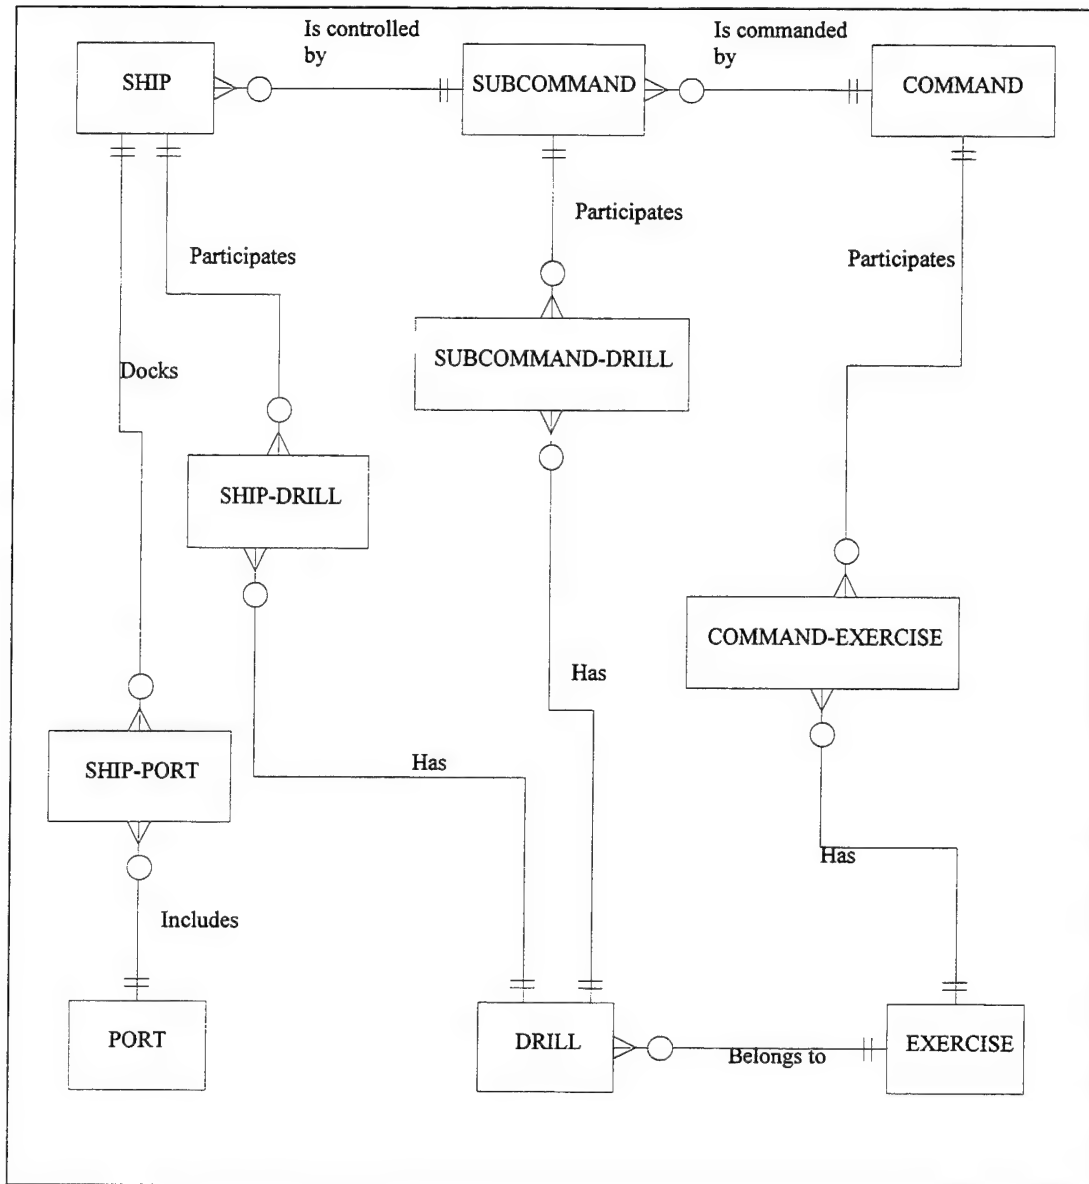 Is controlled
by
Is commanded
by
SHIP
SUBCOMMAND
COMMAND
Participates
Participates
Participates
Docks
SUBCOMMAND-DRILL
SHIP-DRILL
COMMAND-EXERCISE
Has
Has
SHIP-PORT
Has
Includes
PORT
DRILL
Belongs to
EXERCISE